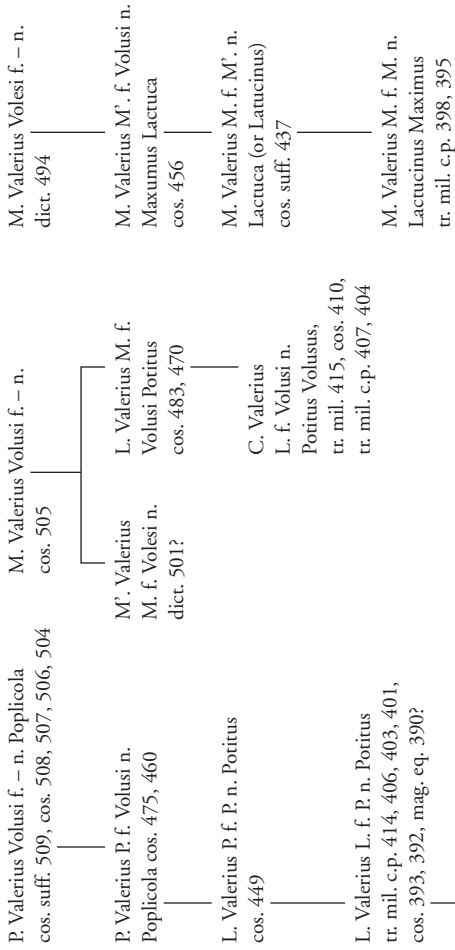 P. Valerius Volusi f. – n. Poplicola
cos. suff. 509, cos. 508, 507, 506, 504
P. Valerius P. f. Volusi n.
Poplicola cos. 475, 460
L. Valerius P. f. P. n. Potitus
cos. 449
L. Valerius L. f. P. n. Potitus
tr. mil. c.p. 414, 406, 403, 401,
cos. 393, 392, mag. eq. 390?
M. Valerius Volusi f. – n.
cos. 505
M'. Valerius
M. f. Volesi n.
dict. 501?
L. Valerius M. f.
Volusi Potitus
cos. 483, 470
C. Valerius
L. f. Volusi n.
Potitus Volusus,
tr. mil. 415, cos. 410,
tr. mil. c.p. 407, 404
M. Valerius Volesi f. – n.
dict. 494
M. Valerius M'. f. Volusi n.
Maxumus Lactuca
cos. 456
M. Valerius M. f. M'. n.
Lactuca (or Latucinus)
cos. suff. 437
M. Valerius M. f. M. n.
Lactucinus Maximus
tr. mil. c.p. 398, 395